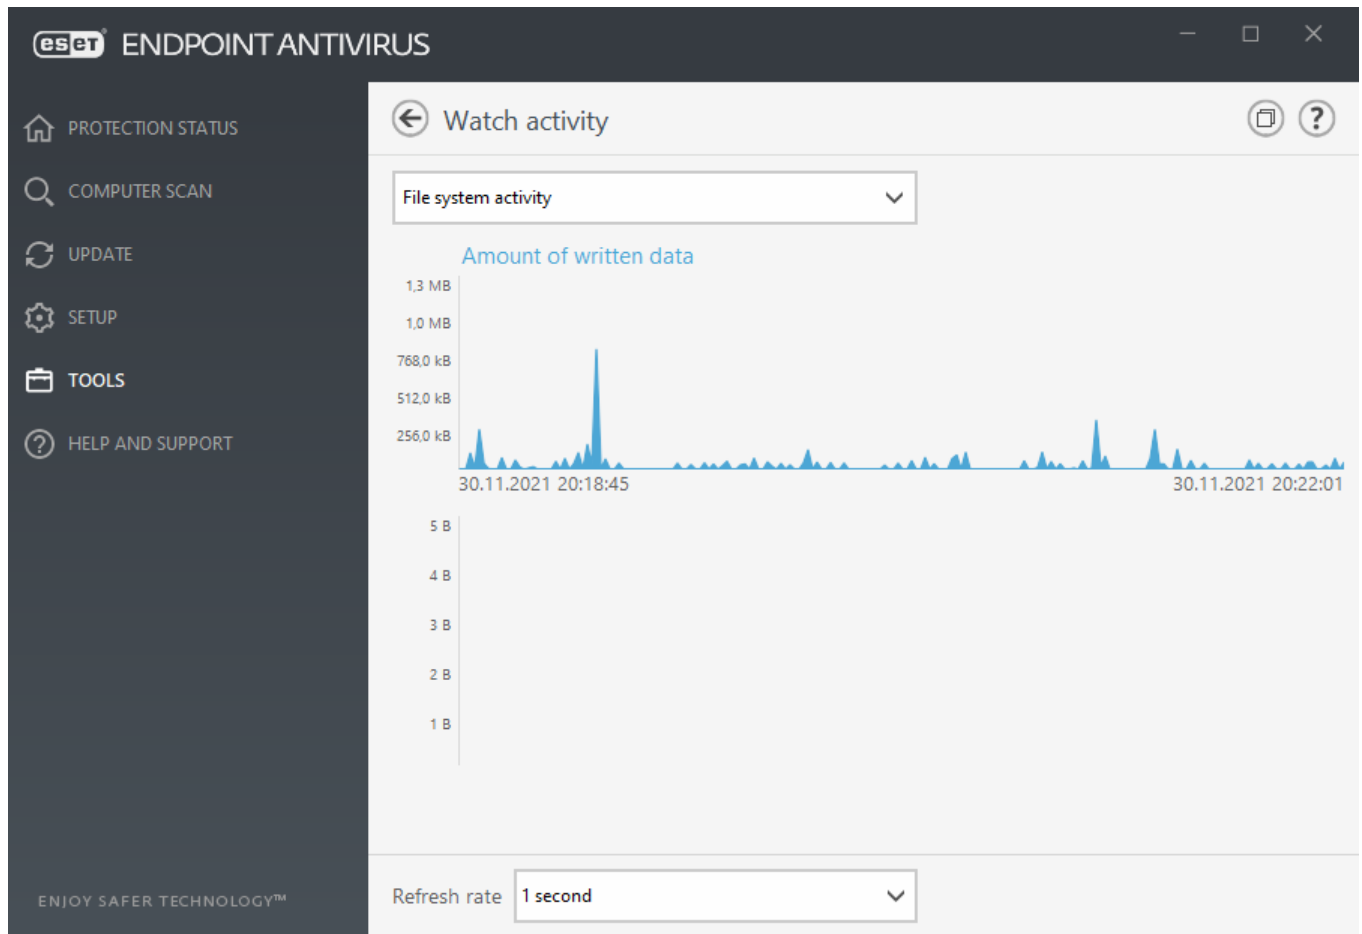 eset ENDPOINT ANTIVIRUS
PROTECTION STATUS
COMPUTER SCAN
UPDATE
SETUP
TOOLS
HELP AND SUPPORT
ENJOY SAFER TECHNOLOGY™
Watch activity
?
File system activity
Amount of written data
1,3 MB
1,0 MB
768,0 kB
512,0 kB
256,0 kB
30.11.2021 20:18:45 30.11.2021 20:22:01
5 B
4 B
3 B
2 B
1 B
Refresh rate 1 second